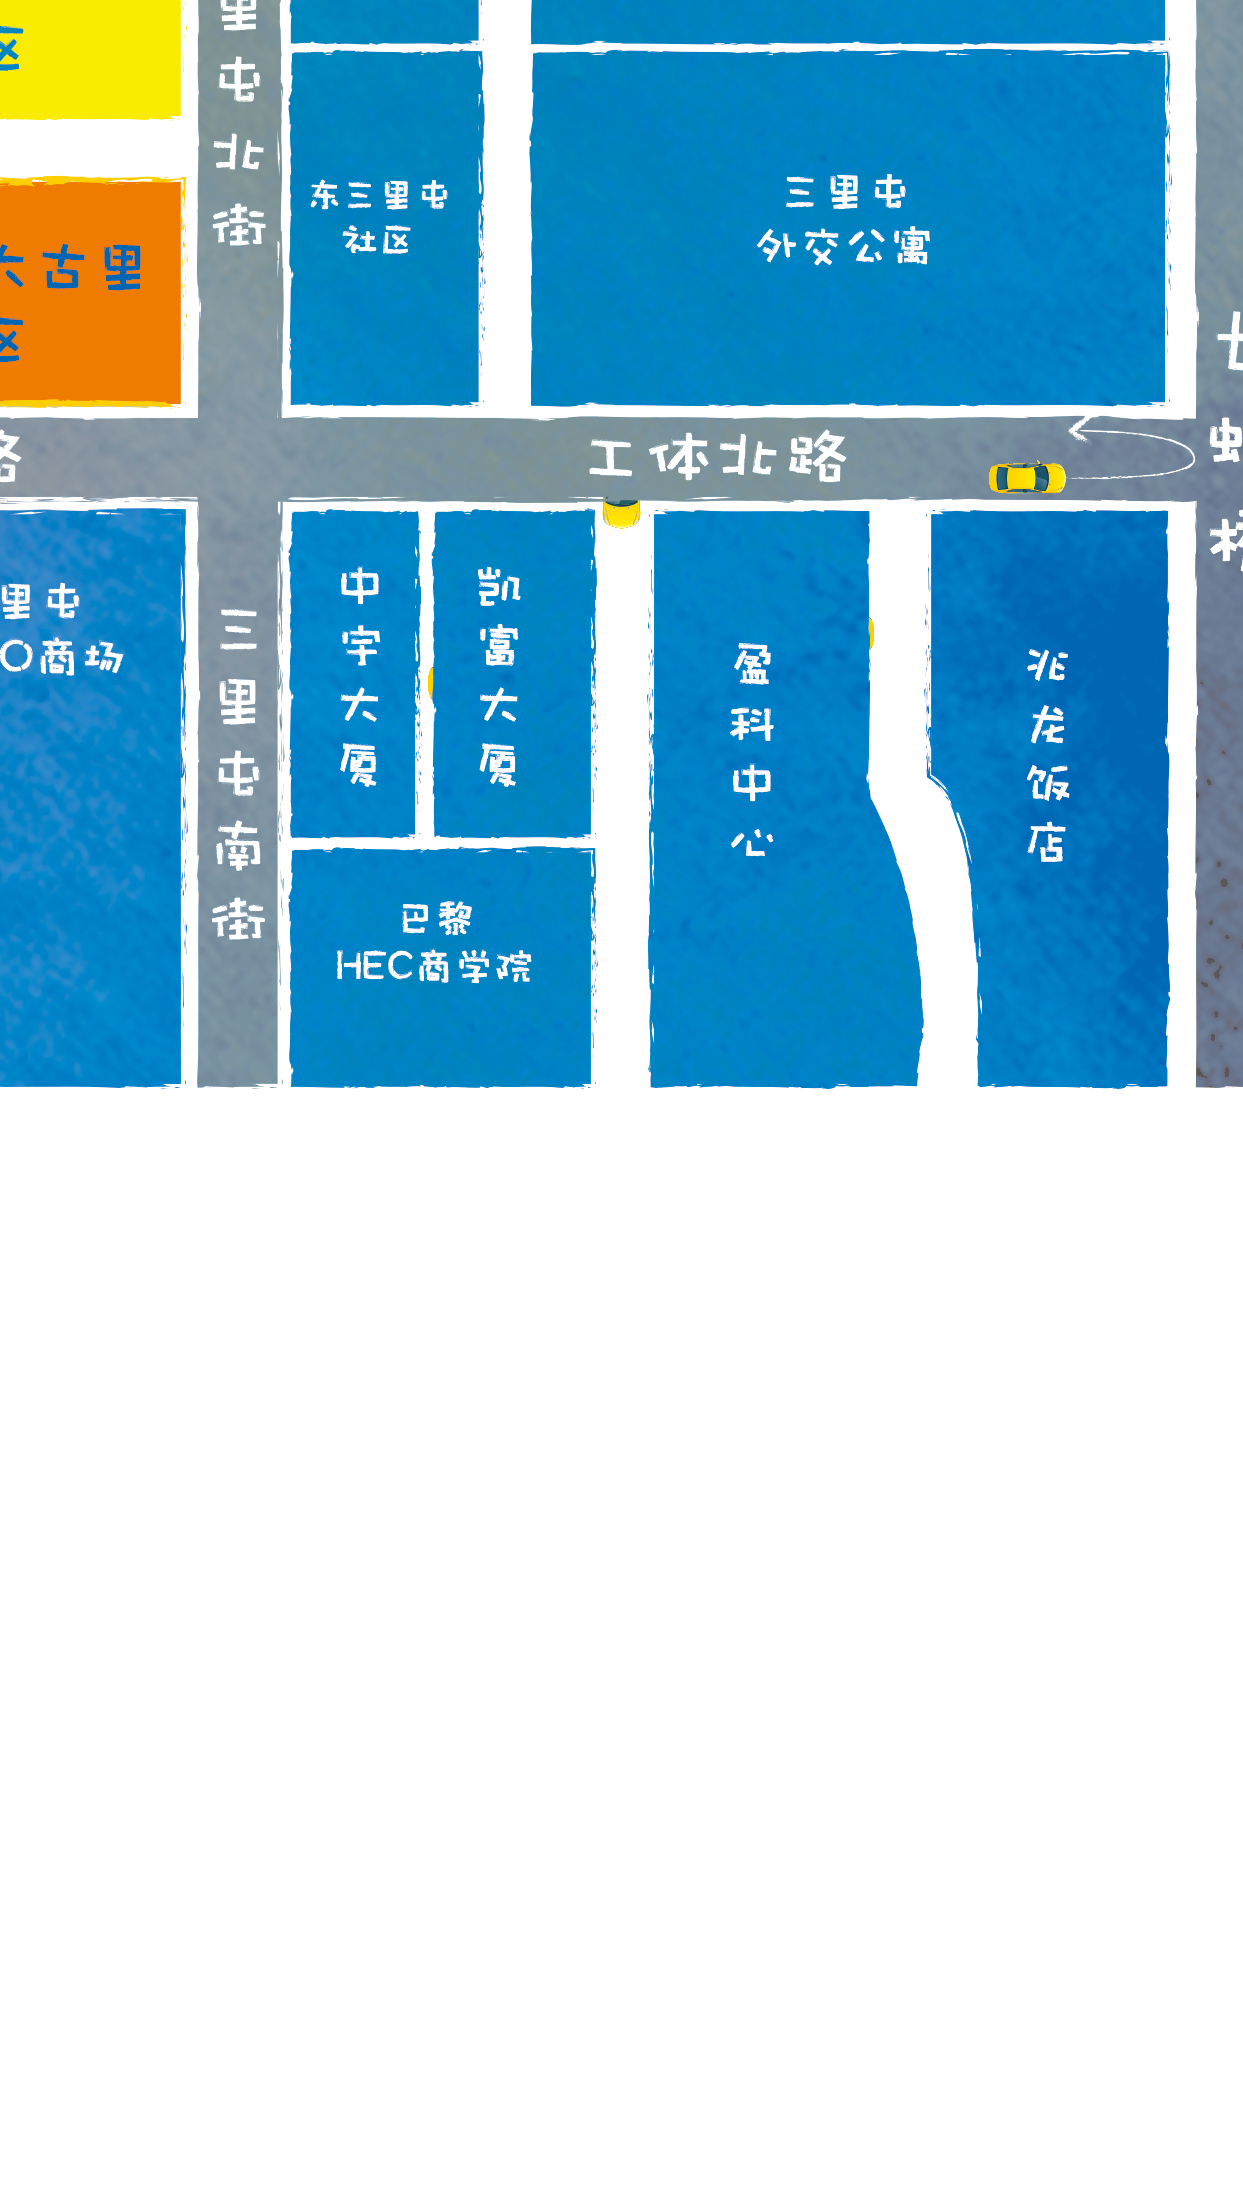 区
里屯北街
东三里屯
社区
三里屯
外交公寓
古里
区
路
工体北路
里屯
O商场
三里屯南街
中宇大厦
凯富大厦
盈科中心
兆龙饭店
巴黎
HEC商学院